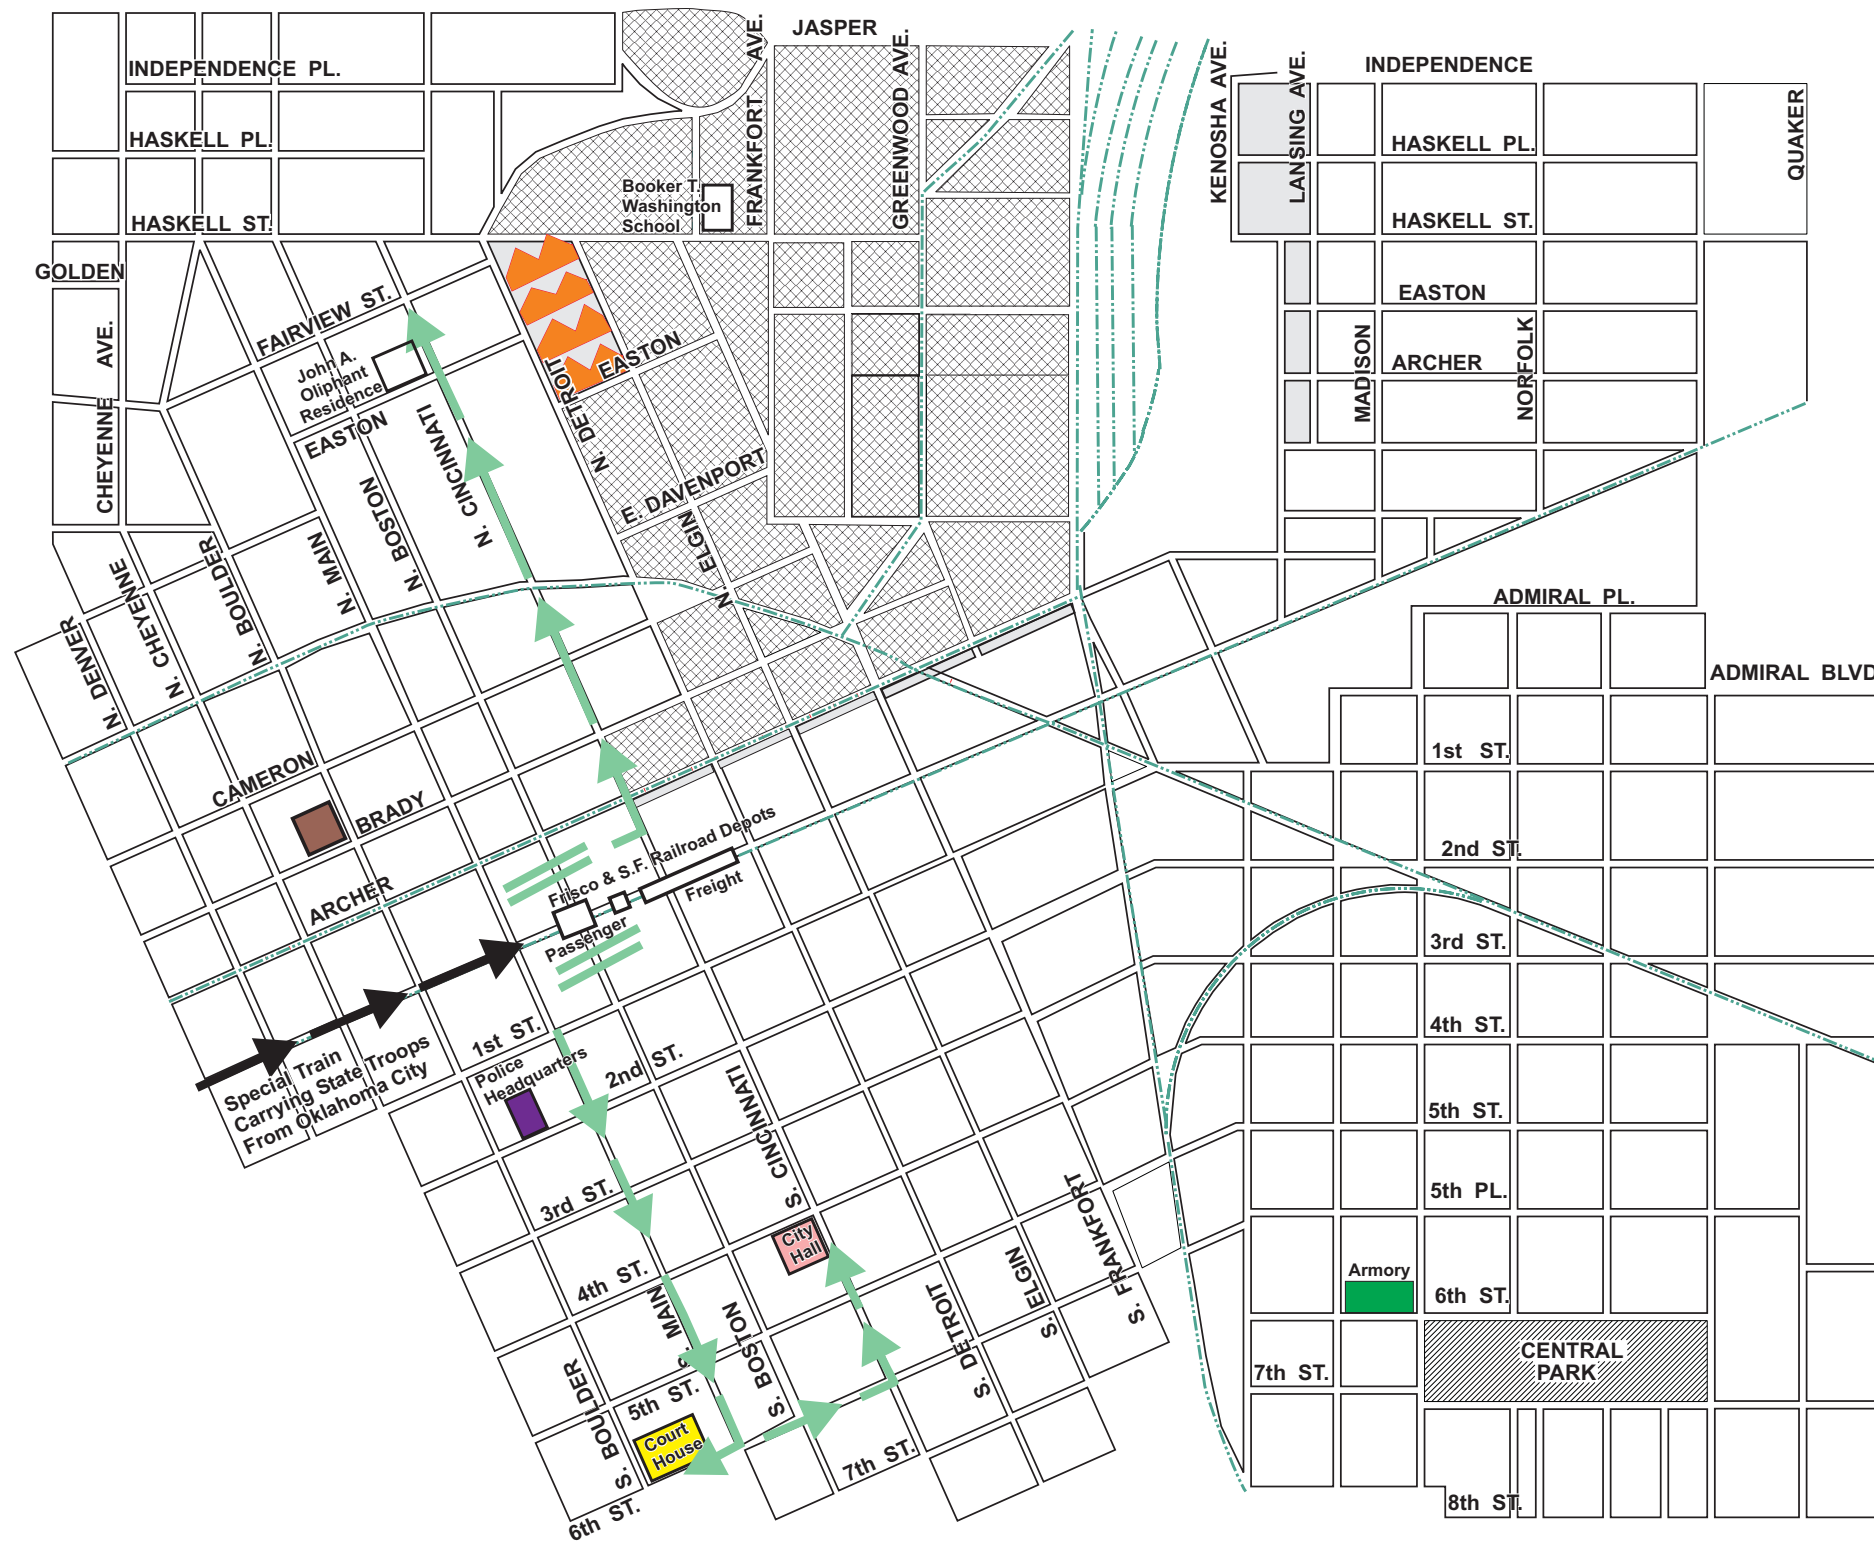 JASPER
INDEPENDENCE PL.
HASKELL PL.
HASKELL ST.
GOLDEN
FRANKFORT AVE.
GREENWOOD AVE.
KENOSHA AVE.
LANSING AVE.
INDEPENDENCE
HASKELL PL.
HASKELL ST.
QUAKER
Booker T.
Washington
School
EASTON
ARCHER
MADISON
NORFOLK
FAIRVIEW ST.
John A.
Oliphant
Residence
EASTON
CHEYENNE AVE.
N. CINCINNATI
N. DETROIT
EASTON
E. DAVENPORT
N. ELGIN
N. BOSTON
N. MAIN
N. BOULDER
N. CHEYENNE
N. DENVER
ADMIRAL PL.
ADMIRAL BLVD
CAMERON
BRADY
ARCHER
1st ST.
2nd ST.
3rd ST.
4th ST.
5th ST.
5th PL.
6th ST.
7th ST.
8th ST.
Frisco & S.F. Railroad Depots
Freight
Passenger
Special Train
Carrying State Troops
From Oklahoma City
1st ST.
Police
Headquarters
2nd ST.
3rd ST.
4th ST.
5th ST.
6th ST.
7th ST.
S. CINCINNATI
City
Hall
S. MAIN
S. BOSTON
S. BOULDER
S. DETROIT
S. ELGIN
S. FRANKFORT
Court
House
Armory
CENTRAL
PARK